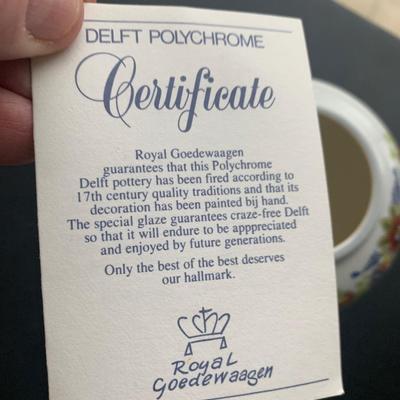 DELFT POLYCHROME
Certificate
Royal Goedewaagen
guarantees that this Polychrome
Delft pottery has been fired according to
17th century quality traditions and that its
decoration has been painted bij hand.
The special glaze guarantees craze-free Delft
so that it will endure to be apppreciated
and enjoyed by future generations.
Only the best of the best deserves
our hallmark.
Royal
Goedewaagen